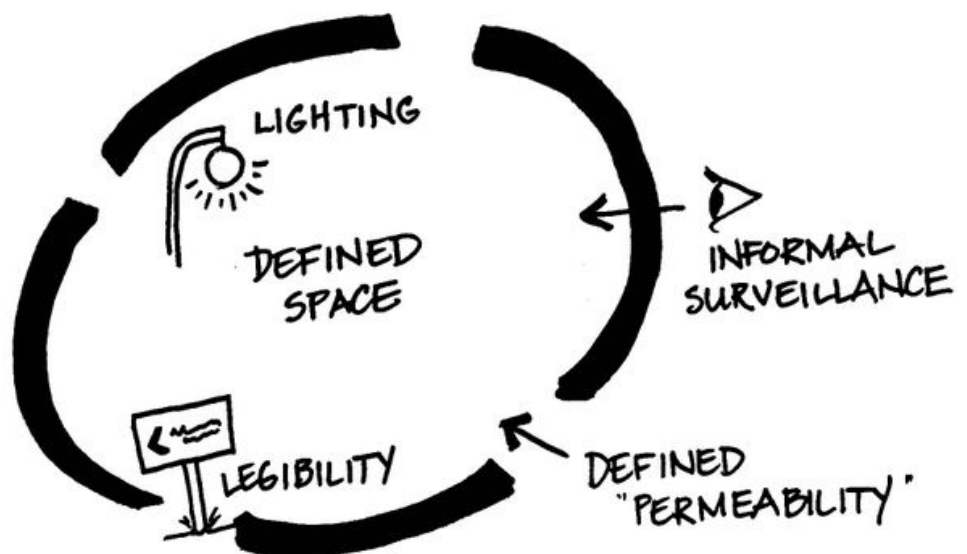 LIGHTING
DEFINED
SPACE
INFORMAL
SURVEILLANCE
LEGIBILITY
DEFINED
"PERMEABILITY"